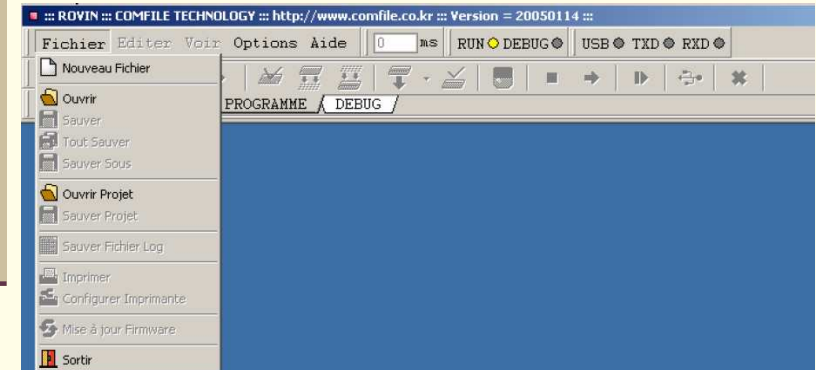 ::: ROVIN ::: COMFILE TECHNOLOGY ::: http://www.comfile.co.kr ::: Version = 20050114 :::
Fichier Editer Voir Options Aide 0 ms RUN DEBUG USB TXD RXD
Nouveau Fichier
Ouvrir
PROGRAMME DEBUG
Sauver
Tout Sauver
Sauver Sous
Ouvrir Projet
Sauver Projet
Sauver Fichier Log
Imprimer
Configurer Imprimante
Mise à jour Firmware
Sortir